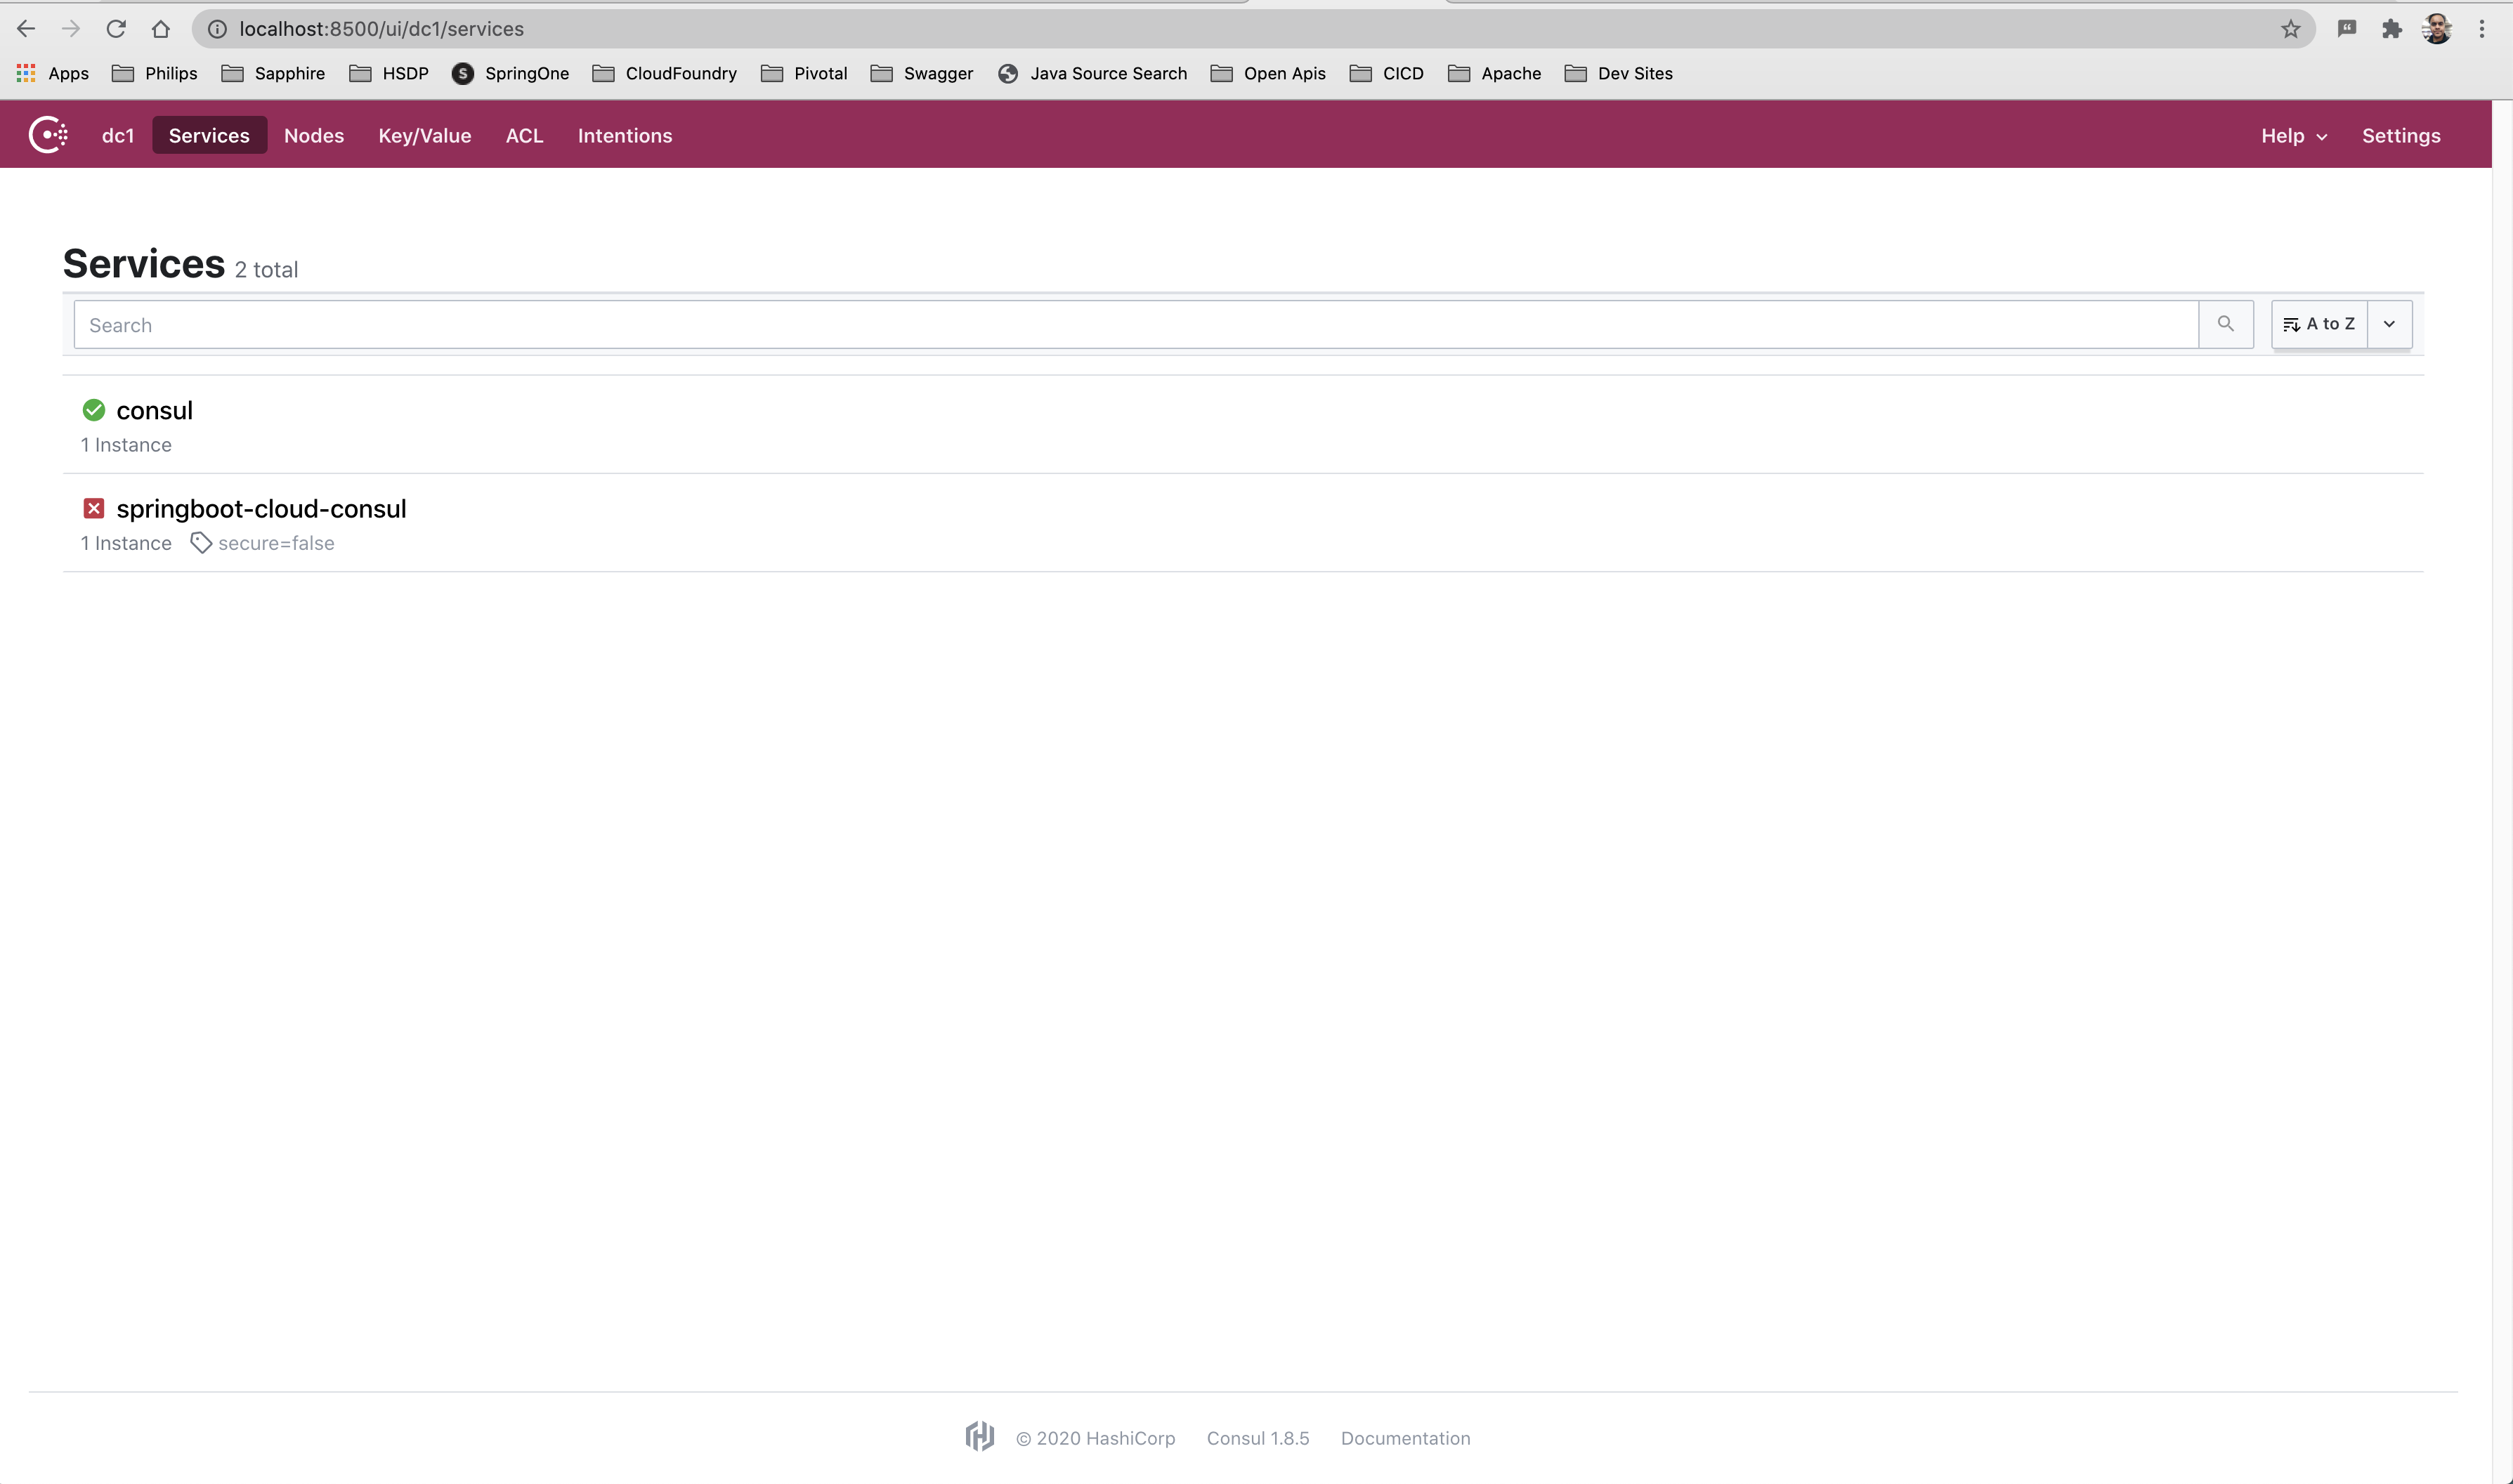 localhost:8500/ui/dc1/services
Apps Philips Sapphire HSDP S SpringOne CloudFoundry Pivotal Swagger Java Source Search Open Apis CICD Apache Dev Sites
dc1 Services Nodes Key/Value ACL Intentions Help Settings
Services 2 total
Search A to Z
consul
1 Instance
springboot-cloud-consul
1 Instance secure=false
© 2020 HashiCorp Consul 1.8.5 Documentation